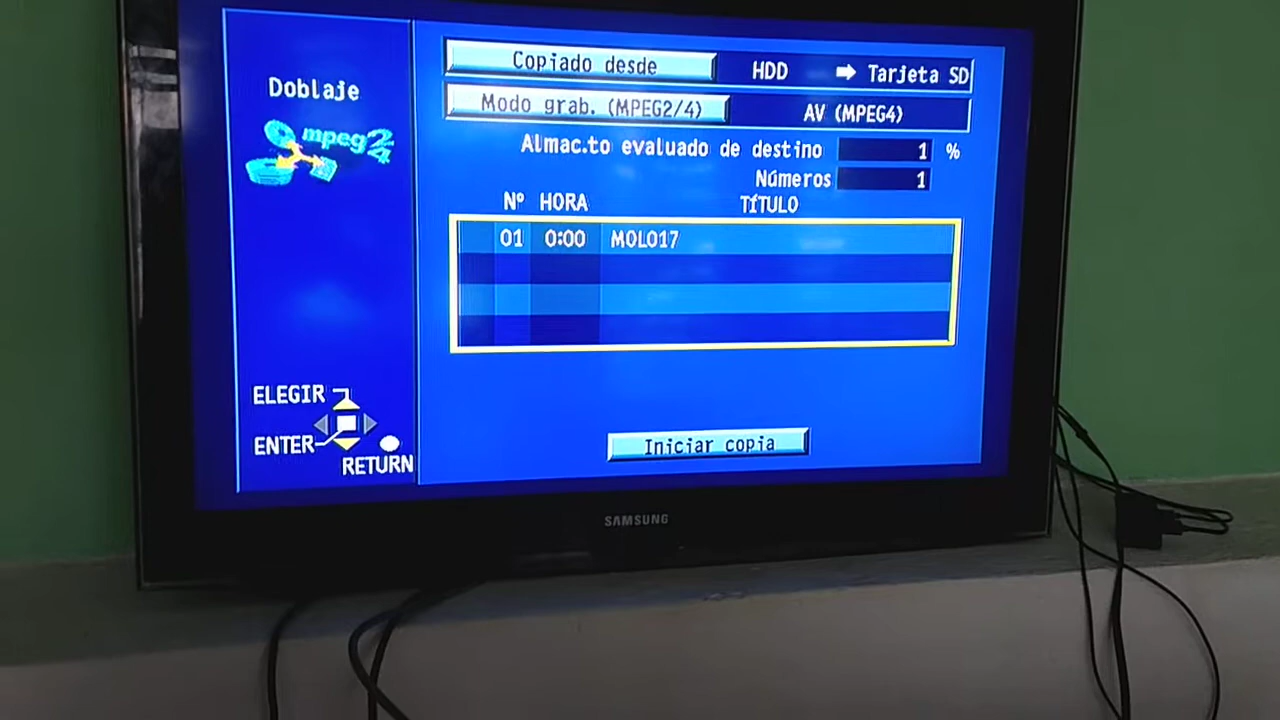 Doblaje
mpeg2/4
Copiado desde HDD ➡ Tarjeta SD
Modo grab. (MPEG2/4) AV (MPEG4)
Almac.to evaluado de destino 1 %
Números 1
Nº HORA TÍTULO
01 0:00 MOL017
ELEGIR
ENTER
RETURN
Iniciar copia
SAMSUNG